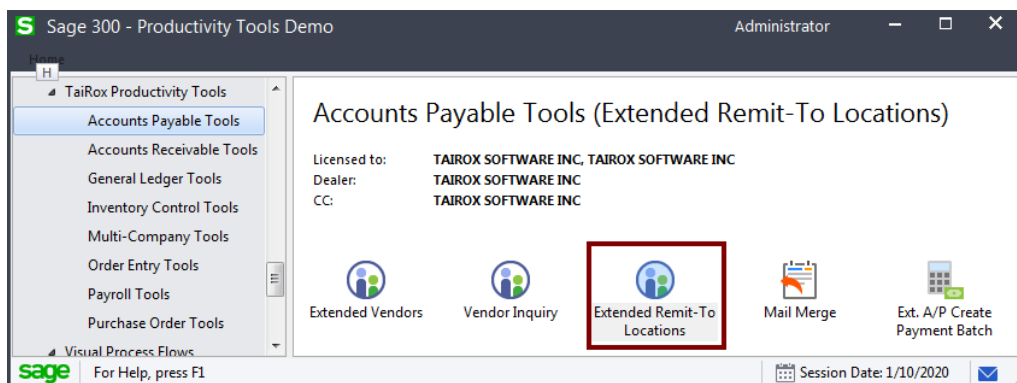 S Sage 300 - Productivity Tools Demo
Administrator
Home
H
TaiRox Productivity Tools
Accounts Payable Tools
Accounts Receivable Tools
General Ledger Tools
Inventory Control Tools
Multi-Company Tools
Order Entry Tools
Payroll Tools
Purchase Order Tools
Visual Process Flows
Accounts Payable Tools (Extended Remit-To Locations)
Licensed to: TAIROX SOFTWARE INC, TAIROX SOFTWARE INC
Dealer: TAIROX SOFTWARE INC
CC: TAIROX SOFTWARE INC
Extended Vendors
Vendor Inquiry
Extended Remit-To
Locations
Mail Merge
Ext. A/P Create
Payment Batch
sage For Help, press F1
Session Date: 1/10/2020